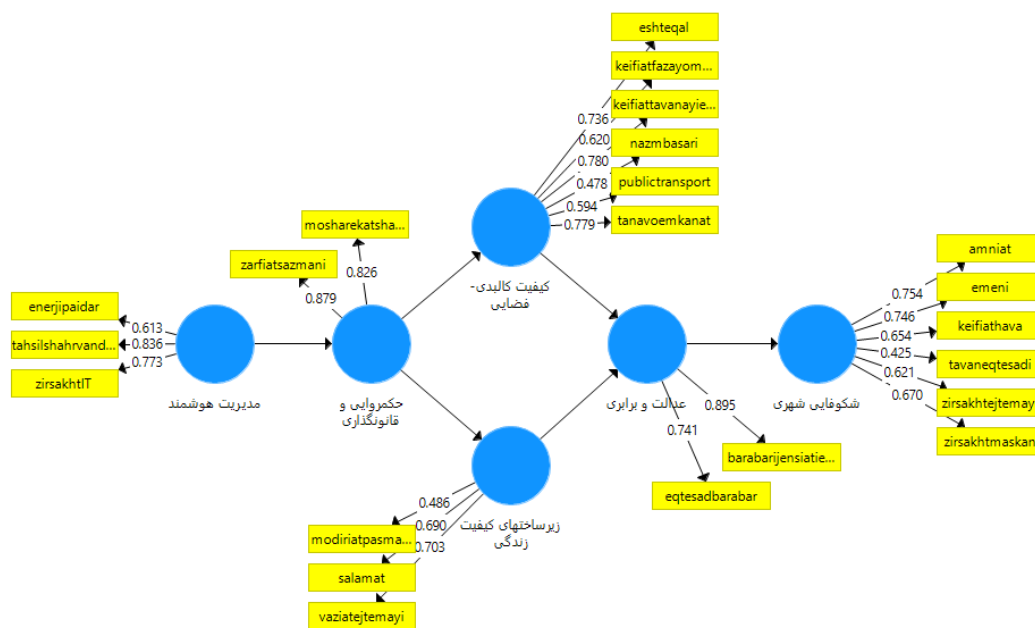 eshteqal
keifiatfazayom...
keifiattavanayie...
nazmbasari
publictransport
tanavoemkanat
0.736
0.620
0.780
0.478
0.594
0.779
کیفیت کالبدی-
فضایی
mosharekatsha...
zarfiatsazmani
0.826
0.879
حکمروایی و
قانونگذاری
enerjipaidar
tahsilshahrvand...
zirsakhtIT
0.613
0.836
0.773
مدیریت هوشمند
amniat
emeni
keifiathava
tavaneqtesadi
zirsakhtejtemayi
zirsakhtmaskan
0.754
0.746
0.654
0.425
0.621
0.670
شکوفایی شهری
عدالت و برابری
0.895
0.741
barabarijensiatie...
eqtesadbarabar
زیرساختهای کیفیت
زندگی
0.486
0.690
0.703
modiriatpasma...
salamat
vaziatejtemayi